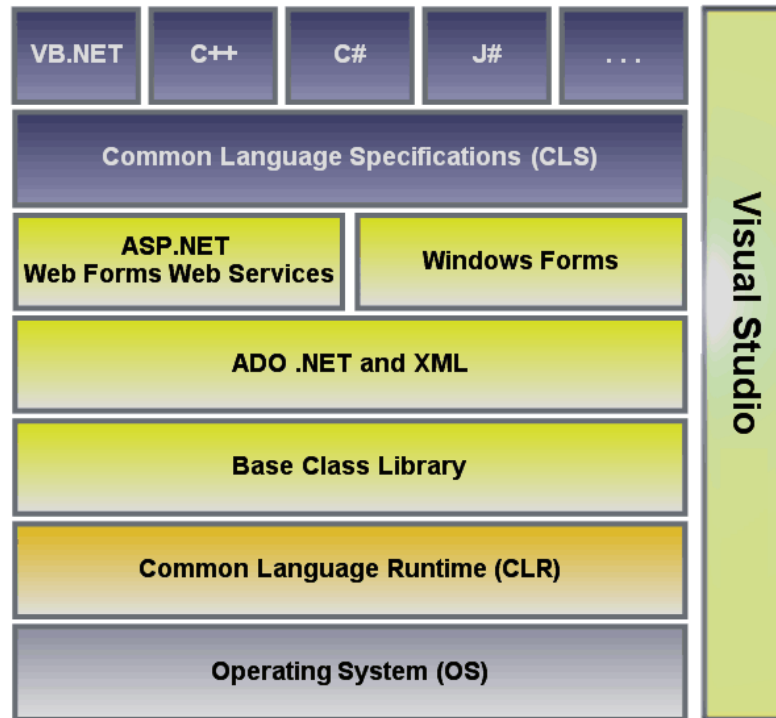 VB.NET
C++
C#
J#
. . .
Common Language Specifications (CLS)
ASP.NET
Web Forms Web Services
Windows Forms
ADO .NET and XML
Base Class Library
Common Language Runtime (CLR)
Operating System (OS)
Visual Studio